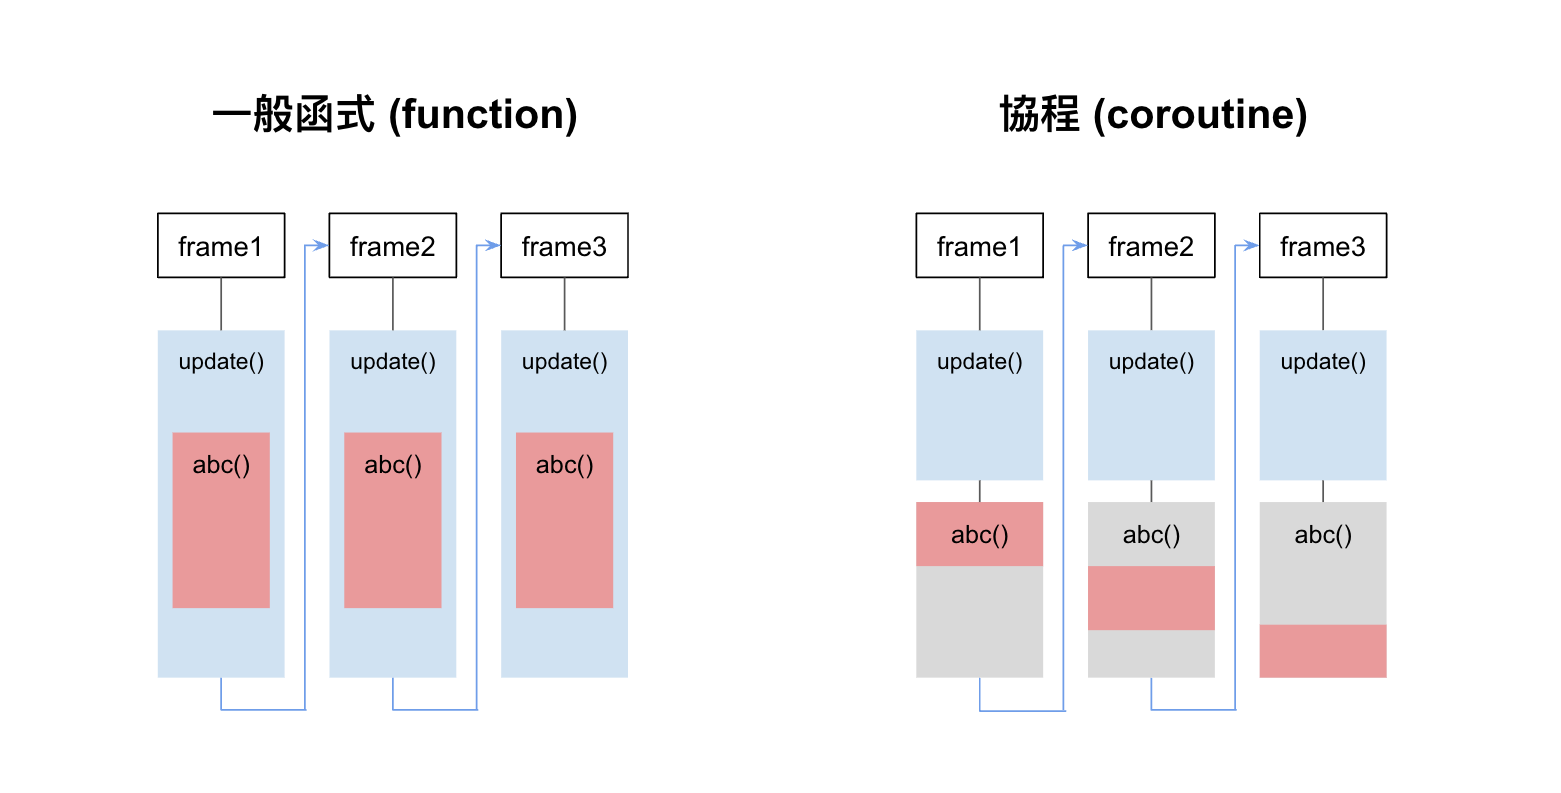 一般函式 (function)
frame1
frame2
frame3
update()
update()
update()
abc()
abc()
abc()
協程 (coroutine)
frame1
frame2
frame3
update()
update()
update()
abc()
abc()
abc()